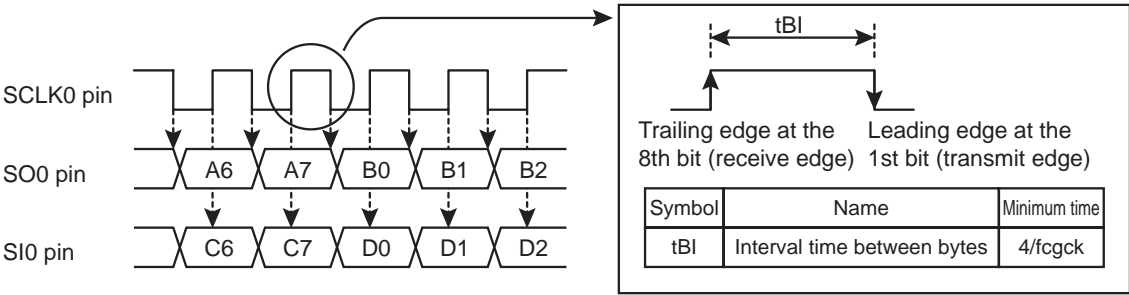 SCLK0 pin
SO0 pin
A6 A7 B0 B1 B2
SI0 pin
C6 C7 D0 D1 D2
tBI
Trailing edge at the
8th bit (receive edge)
Leading edge at the
1st bit (transmit edge)
Symbol Name Minimum time
tBI Interval time between bytes 4/fcgck